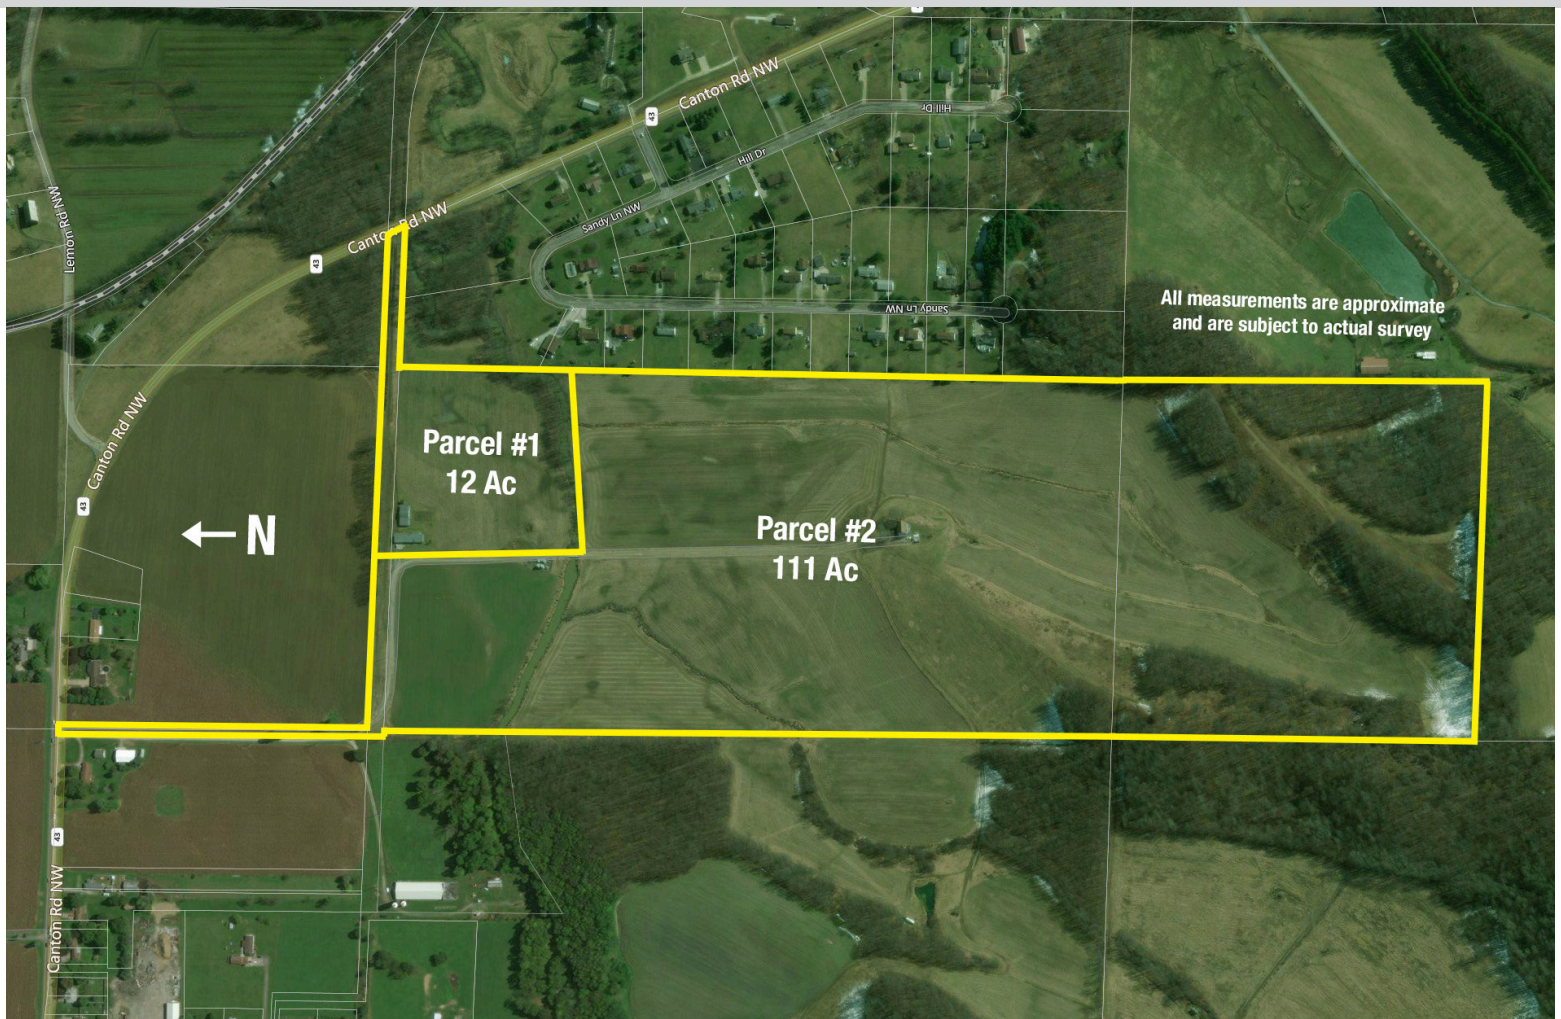 Canton Rd NW
43
Hill Dr
Hill Dr
Sandy Ln NW
Lemon Rd NW
Canton Rd NW
43
Sandy Ln NW
All measurements are approximate
and are subject to actual survey
Canton Rd NW
Parcel #1
12 Ac
43
N
Parcel #2
111 Ac
43
Canton Rd NW